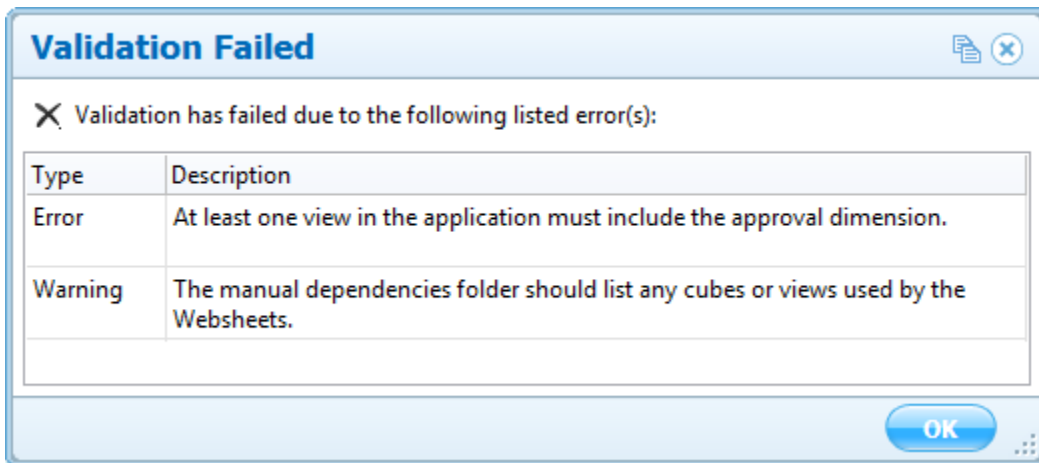 Validation Failed
Validation has failed due to the following listed error(s):
Type Description
Error At least one view in the application must include the approval dimension.
Warning The manual dependencies folder should list any cubes or views used by the
Websheets.
OK